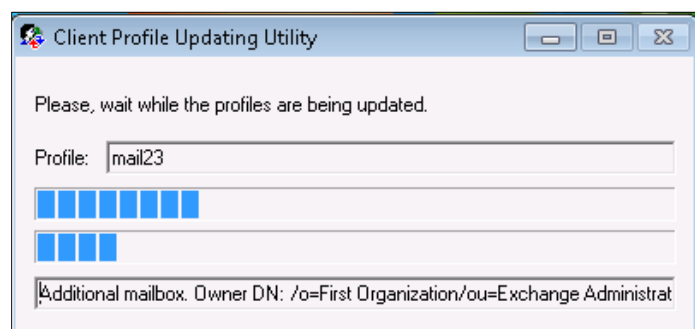 Client Profile Updating Utility
Please, wait while the profiles are being updated.
Profile: mail23
Additional mailbox. Owner DN: /o=First Organization/ou=Exchange Administrat